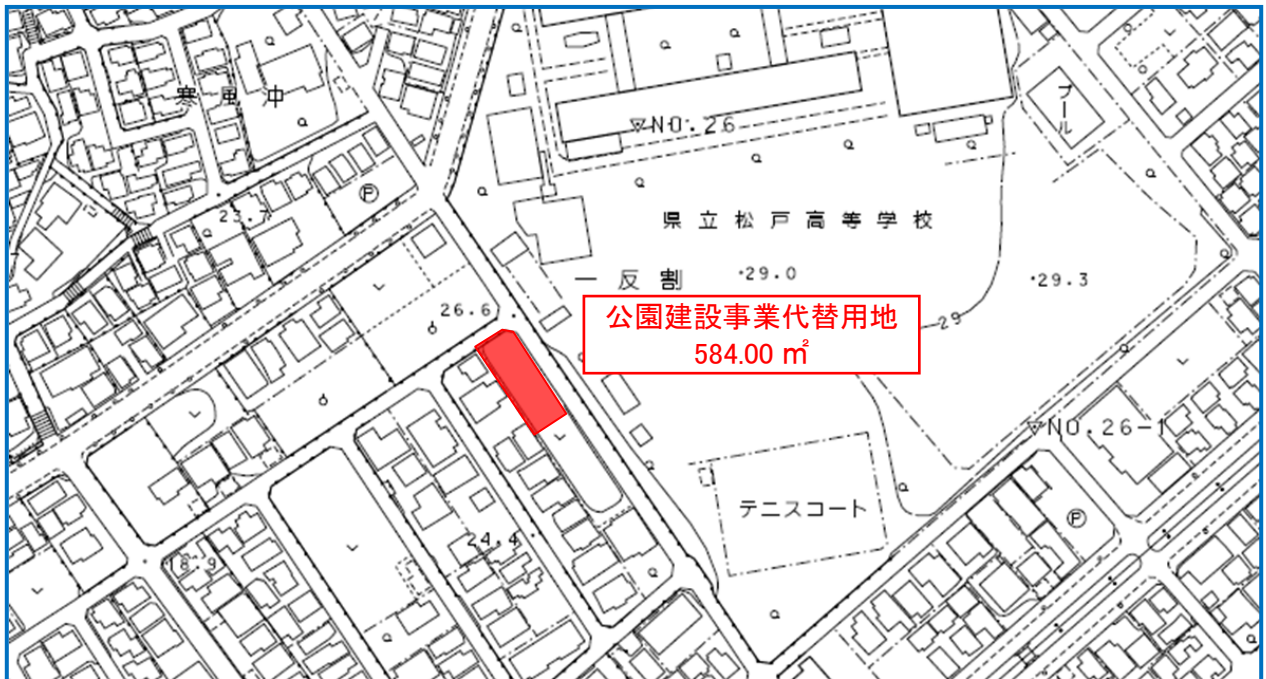 寒風中
プール
▽NO.26
23.7
Ⓟ
県立松戸高等学校
一反割
・29.0
・29.3
26.6
公園建設事業代替用地
584.00 ㎡
29
▽NO.26-1
テニスコート
Ⓟ
24.4
18.9